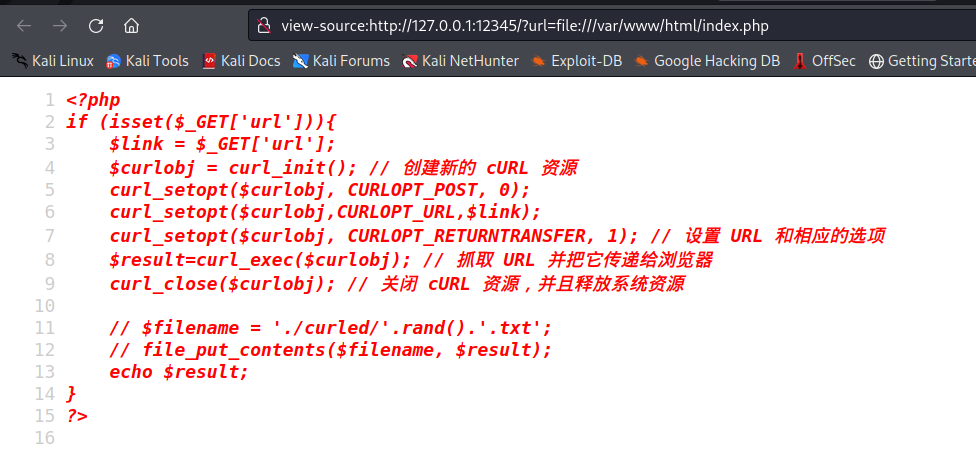 view-source:http://127.0.0.1:12345/?url=file:///var/www/html/index.php
Kali Linux Kali Tools Kali Docs Kali Forums Kali NetHunter Exploit-DB Google Hacking DB OffSec Getting Starte
1 <?php
2 if (isset($_GET['url'])){
3     $link = $_GET['url'];
4     $curlobj = curl_init(); // 创建新的 cURL 资源
5     curl_setopt($curlobj, CURLOPT_POST, 0);
6     curl_setopt($curlobj,CURLOPT_URL,$link);
7     curl_setopt($curlobj, CURLOPT_RETURNTRANSFER, 1); // 设置 URL 和相应的选项
8     $result=curl_exec($curlobj); // 抓取 URL 并把它传递给浏览器
9     curl_close($curlobj); // 关闭 cURL 资源，并且释放系统资源
10
11     // $filename = './curled/'.rand().'.txt';
12     // file_put_contents($filename, $result);
13     echo $result;
14 }
15 ?>
16